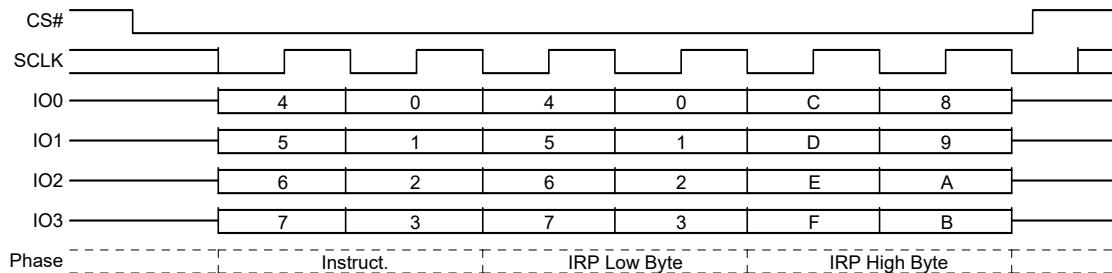 CS#
SCLK
IO0 4 0 4 0 C 8
IO1 5 1 5 1 D 9
IO2 6 2 6 2 E A
IO3 7 3 7 3 F B
Phase Instruct. IRP Low Byte IRP High Byte